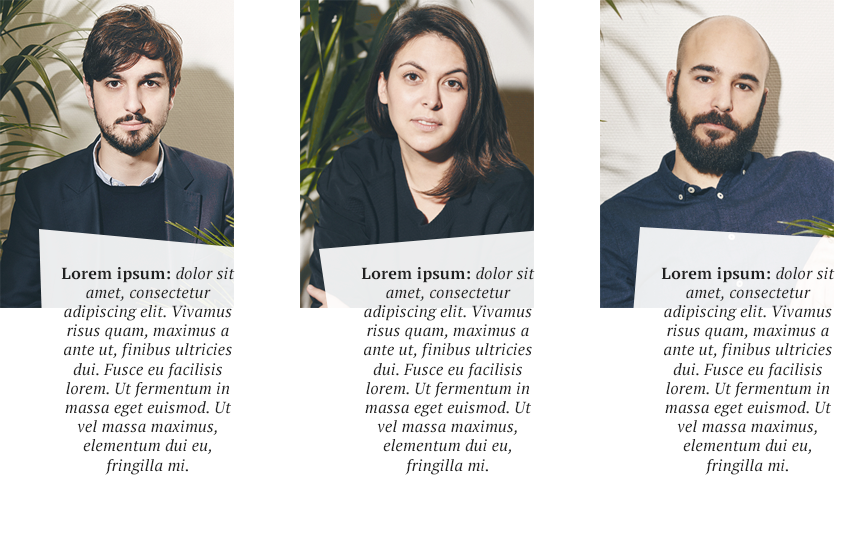 Lorem ipsum: dolor sit
amet, consectetur
adipiscing elit. Vivamus
risus quam, maximus a
ante ut, finibus ultricies
dui. Fusce eu facilisis
lorem. Ut fermentum in
massa eget euismod. Ut
vel massa maximus,
elementum dui eu,
fringilla mi.
Lorem ipsum: dolor sit
amet, consectetur
adipiscing elit. Vivamus
risus quam, maximus a
ante ut, finibus ultricies
dui. Fusce eu facilisis
lorem. Ut fermentum in
massa eget euismod. Ut
vel massa maximus,
elementum dui eu,
fringilla mi.
Lorem ipsum: dolor sit
amet, consectetur
adipiscing elit. Vivamus
risus quam, maximus a
ante ut, finibus ultricies
dui. Fusce eu facilisis
lorem. Ut fermentum in
massa eget euismod. Ut
vel massa maximus,
elementum dui eu,
fringilla mi.